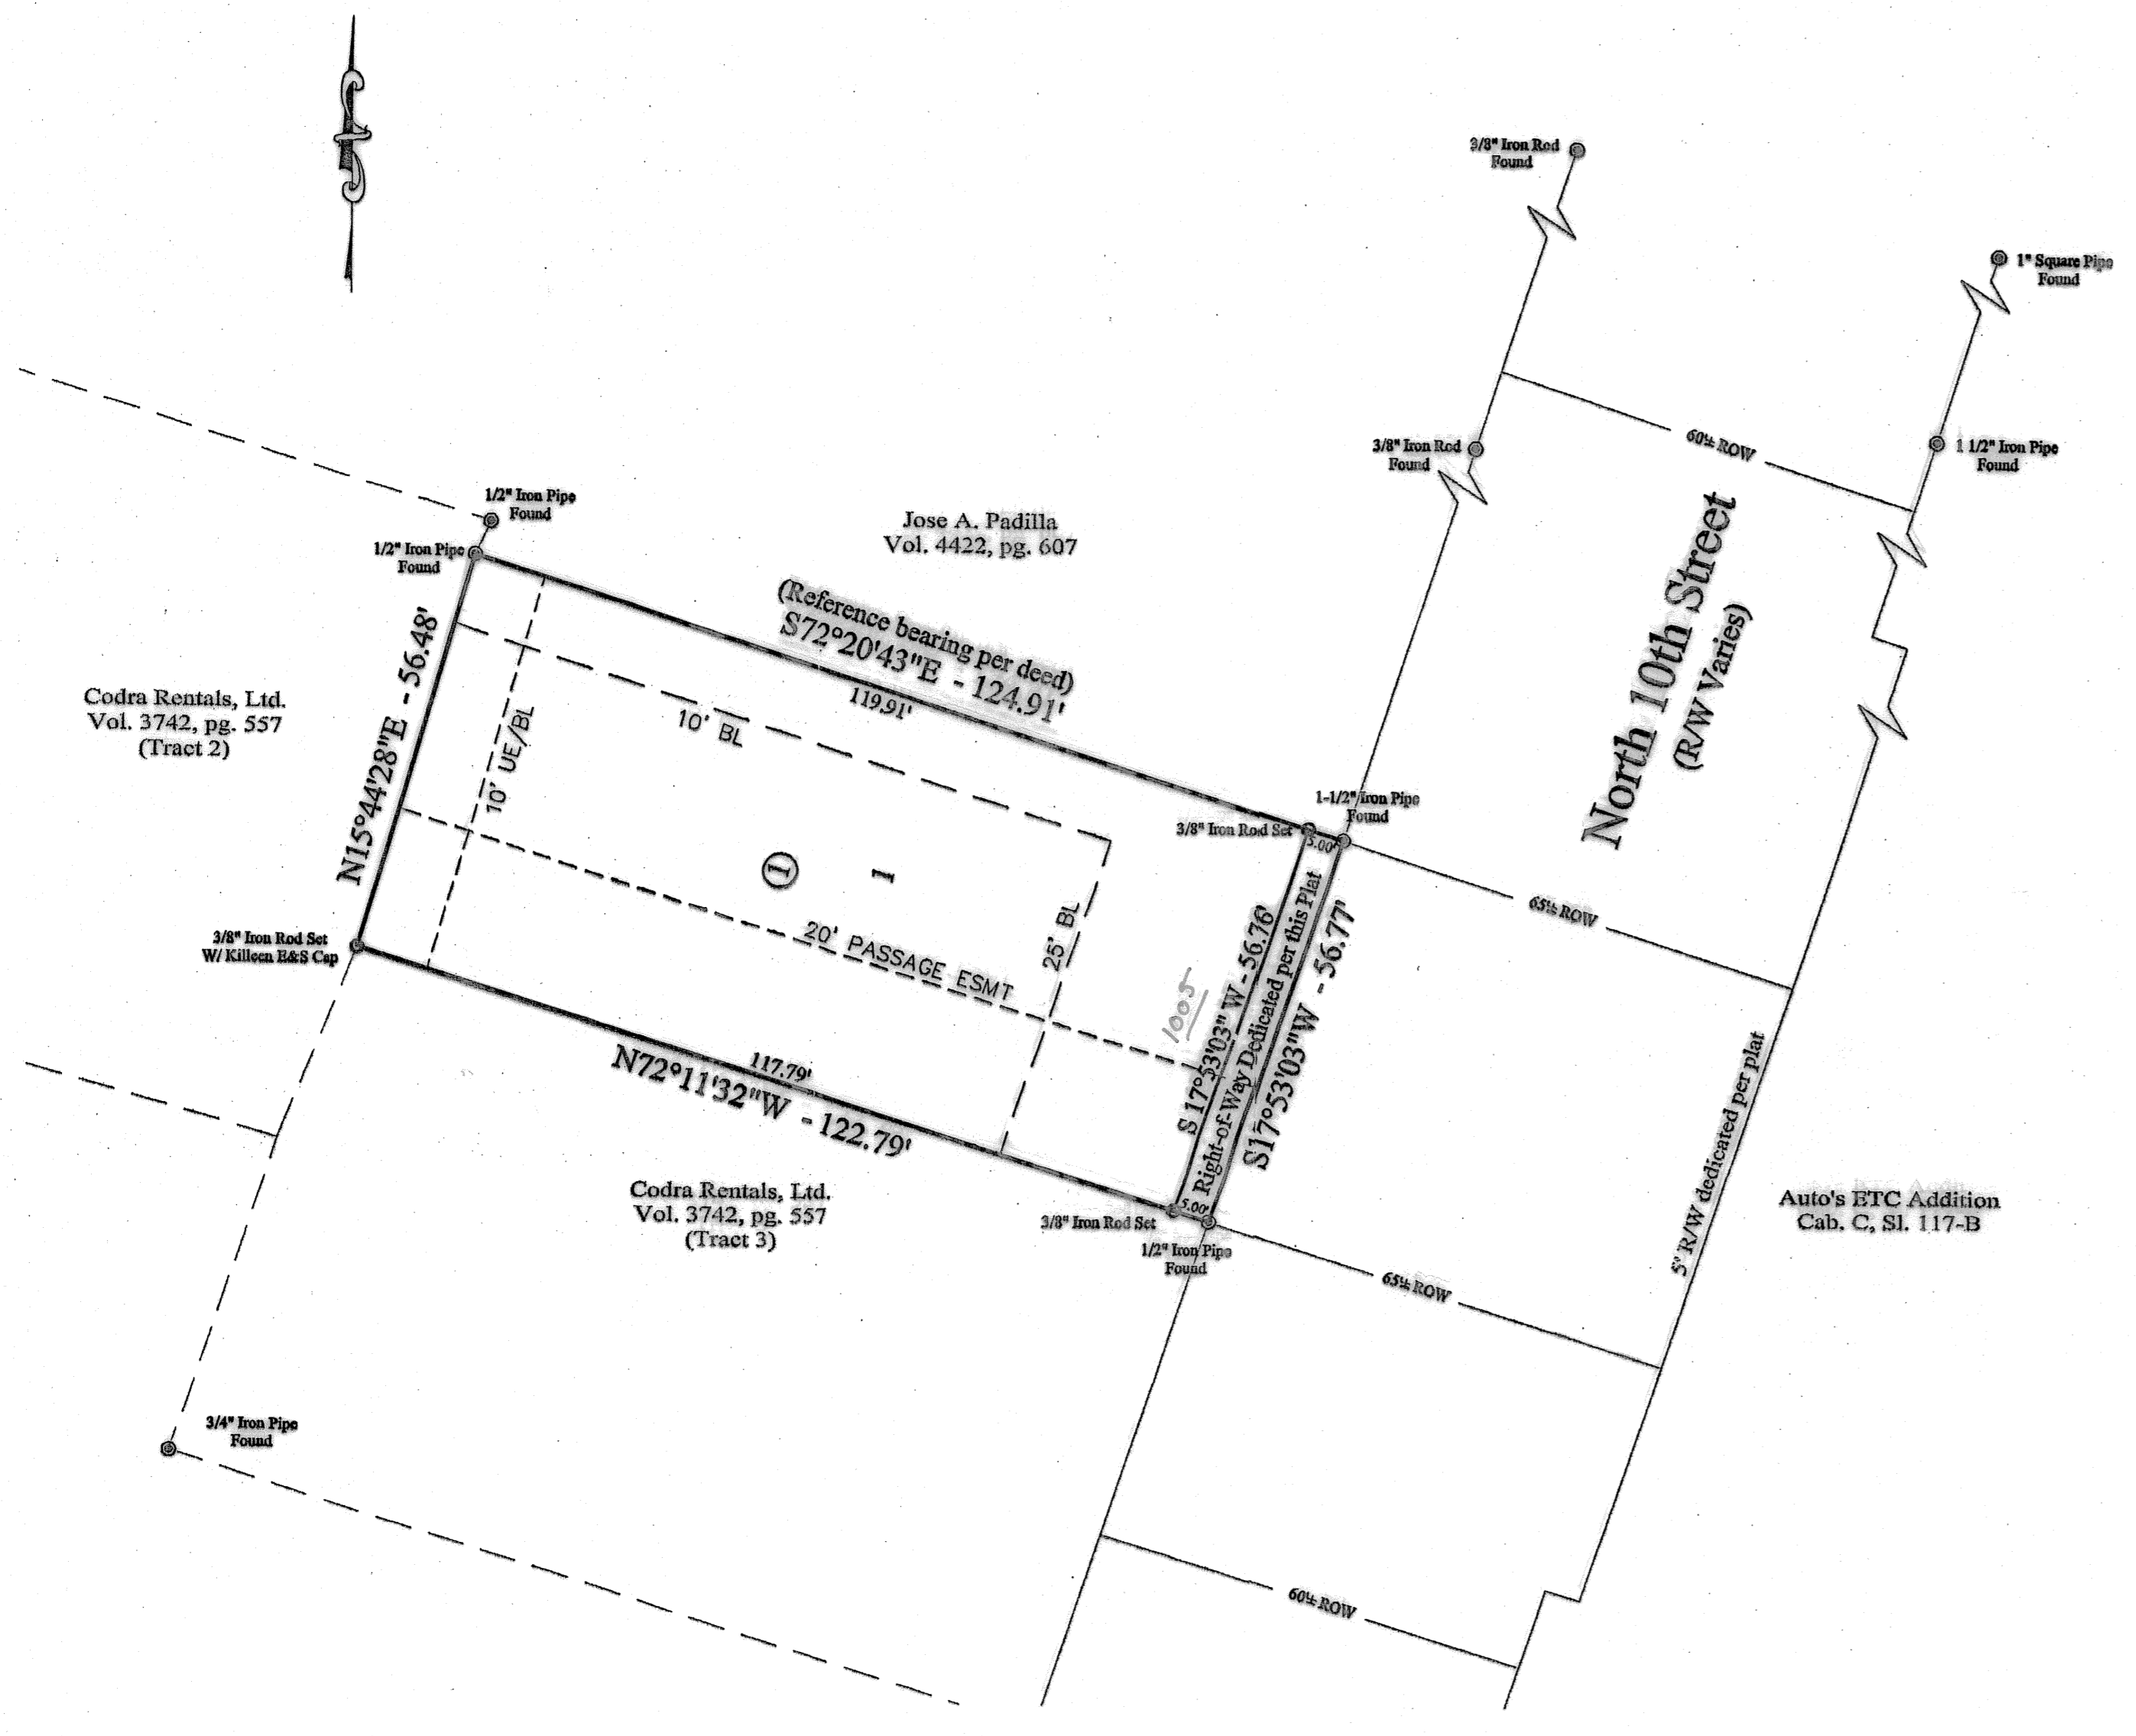 3/8" Iron Rod
Found
1" Square Pipe
Found
3/8" Iron Rod
Found
60'± ROW
1 1/2" Iron Pipe
Found
1/2" Iron Pipe
Found
1/2" Iron Pipe
Found
Jose A. Padilla
Vol. 4422, pg. 607
North 10th Street
(R/W Varies)
(Reference bearing per deed)
S72°20'43"E - 124.91'
119.91'
Codra Rentals, Ltd.
Vol. 3742, pg. 557
(Tract 2)
N15°44'28"E - 56.48'
10' UE/BL
10' BL
1-1/2" Iron Pipe
Found
3/8" Iron Rod Set
5.00'
1
1
65'± ROW
20' PASSAGE ESMT
25' BL
1005
S 17°53'03" W - 56.76'
Right-of-Way Dedicated per this Plat
S17°53'03"W - 56.77'
3/8" Iron Rod Set
W/ Killeen E&S Cap
117.79'
N72°11'32"W - 122.79'
5' R/W dedicated per plat
Codra Rentals, Ltd.
Vol. 3742, pg. 557
(Tract 3)
5.00'
3/8" Iron Rod Set
1/2" Iron Pipe
Found
65'± ROW
Auto's ETC Addition
Cab. C, Sl. 117-B
3/4" Iron Pipe
Found
60'± ROW